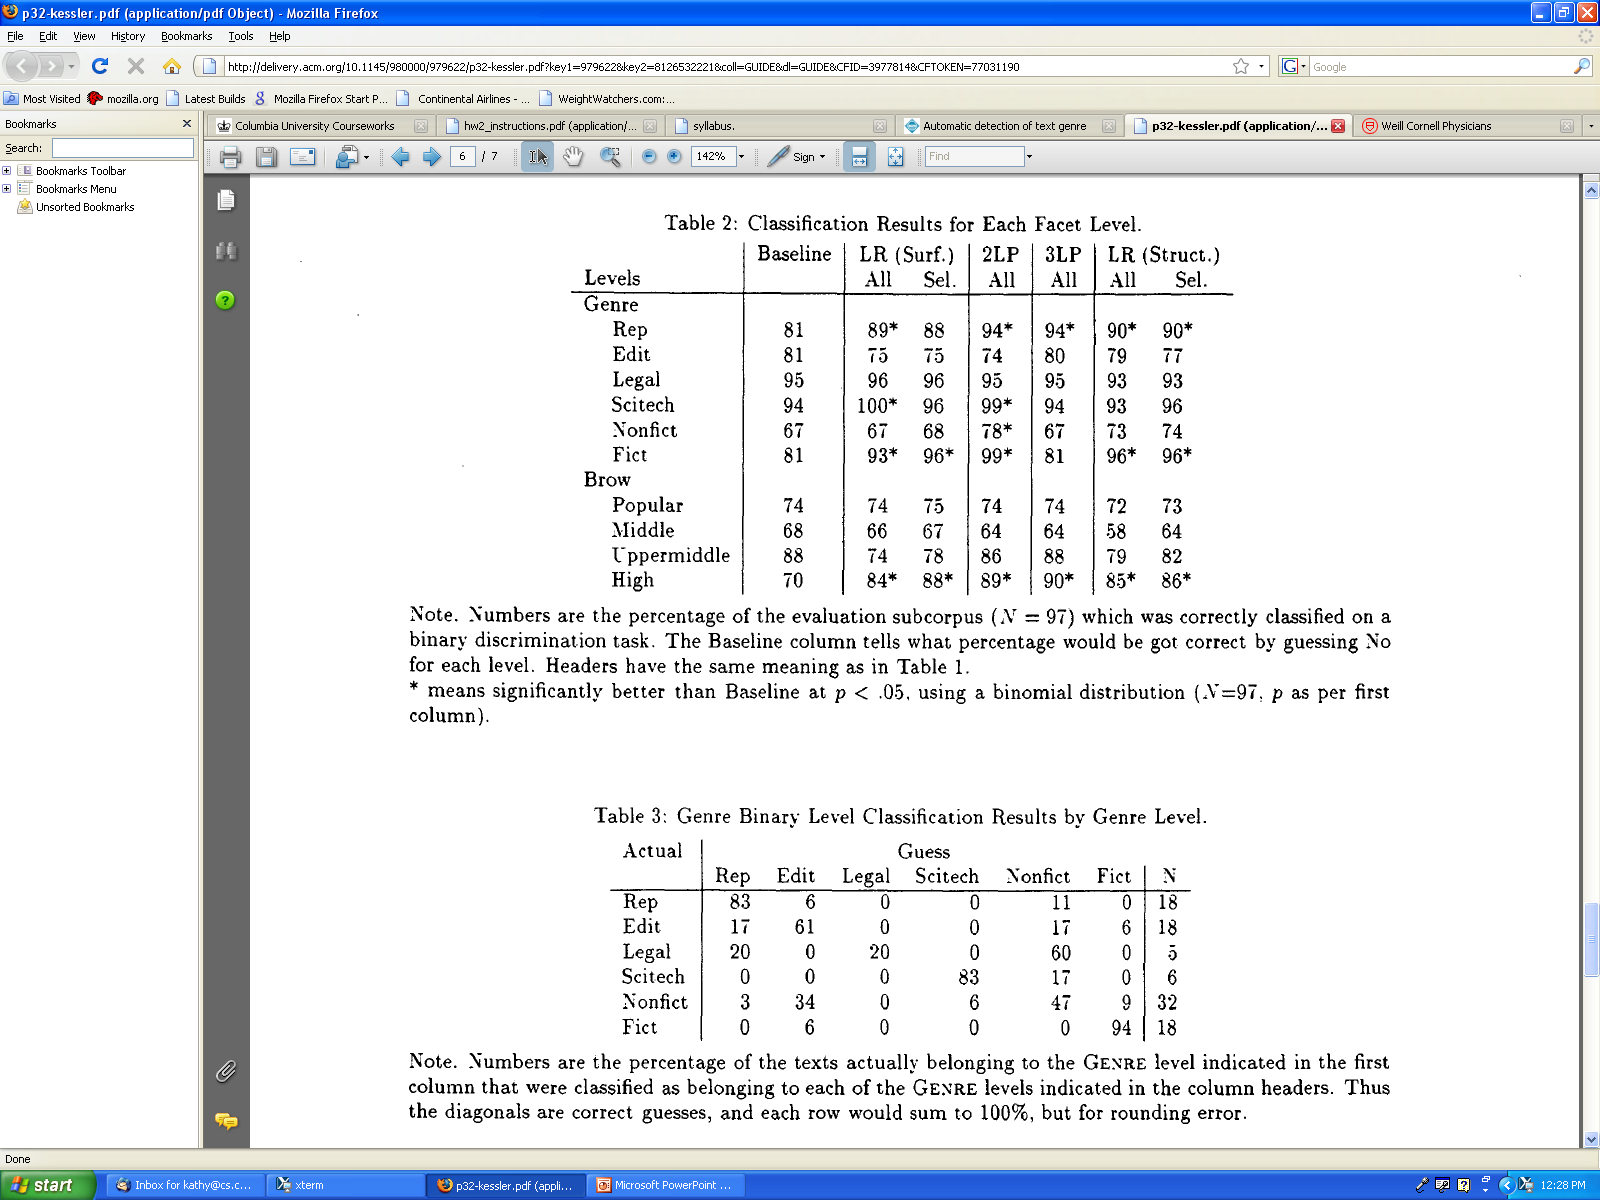 p32-kessler.pdf (application/pdf Object) - Mozilla Firefox
File Edit View History Bookmarks Tools Help
http://delivery.acm.org/10.1145/980000/979622/p32-kessler.pdf?key1=979622&key2=8126532221&coll=GUIDE&dl=GUIDE&CFID=3977814&CFTOKEN=77031190
G Google
Most Visited mozilla.org Latest Builds Mozilla Firefox Start P... Continental Airlines - ... WeightWatchers.com:...
Bookmarks
Columbia University Courseworks hw2_instructions.pdf (application/... syllabus. Automatic detection of text genre p32-kessler.pdf (application/... Weill Cornell Physicians
Search:
6 / 7 142% Sign Find
Bookmarks Toolbar
Bookmarks Menu
Unsorted Bookmarks
Table 2: Classification Results for Each Facet Level.
Baseline LR (Surf.) 2LP 3LP LR (Struct.)
Levels All Sel. All All All Sel.
Genre
Rep 81 89* 88 94* 94* 90* 90*
Edit 81 75 75 74 80 79 77
Legal 95 96 96 95 95 93 93
Scitech 94 100* 96 99* 94 93 96
Nonfict 67 67 68 78* 67 73 74
Fict 81 93* 96* 99* 81 96* 96*
Brow
Popular 74 74 75 74 74 72 73
Middle 68 66 67 64 64 58 64
Uppermiddle 88 74 78 86 88 79 82
High 70 84* 88* 89* 90* 85* 86*
Note. Numbers are the percentage of the evaluation subcorpus (N = 97) which was correctly classified on a
binary discrimination task. The Baseline column tells what percentage would be got correct by guessing No
for each level. Headers have the same meaning as in Table 1.
* means significantly better than Baseline at p < .05, using a binomial distribution (N=97, p as per first
column).
Table 3: Genre Binary Level Classification Results by Genre Level.
Actual Guess
Rep Edit Legal Scitech Nonfict Fict N
Rep 83 6 0 0 11 0 18
Edit 17 61 0 0 17 6 18
Legal 20 0 20 0 60 0 5
Scitech 0 0 0 83 17 0 6
Nonfict 3 34 0 6 47 9 32
Fict 0 6 0 0 0 94 18
Note. Numbers are the percentage of the texts actually belonging to the GENRE level indicated in the first
column that were classified as belonging to each of the GENRE levels indicated in the column headers. Thus
the diagonals are correct guesses, and each row would sum to 100%, but for rounding error.
Done
start Inbox for kathy@cs.c... xterm p32-kessler.pdf (appli... Microsoft PowerPoint ... 12:28 PM